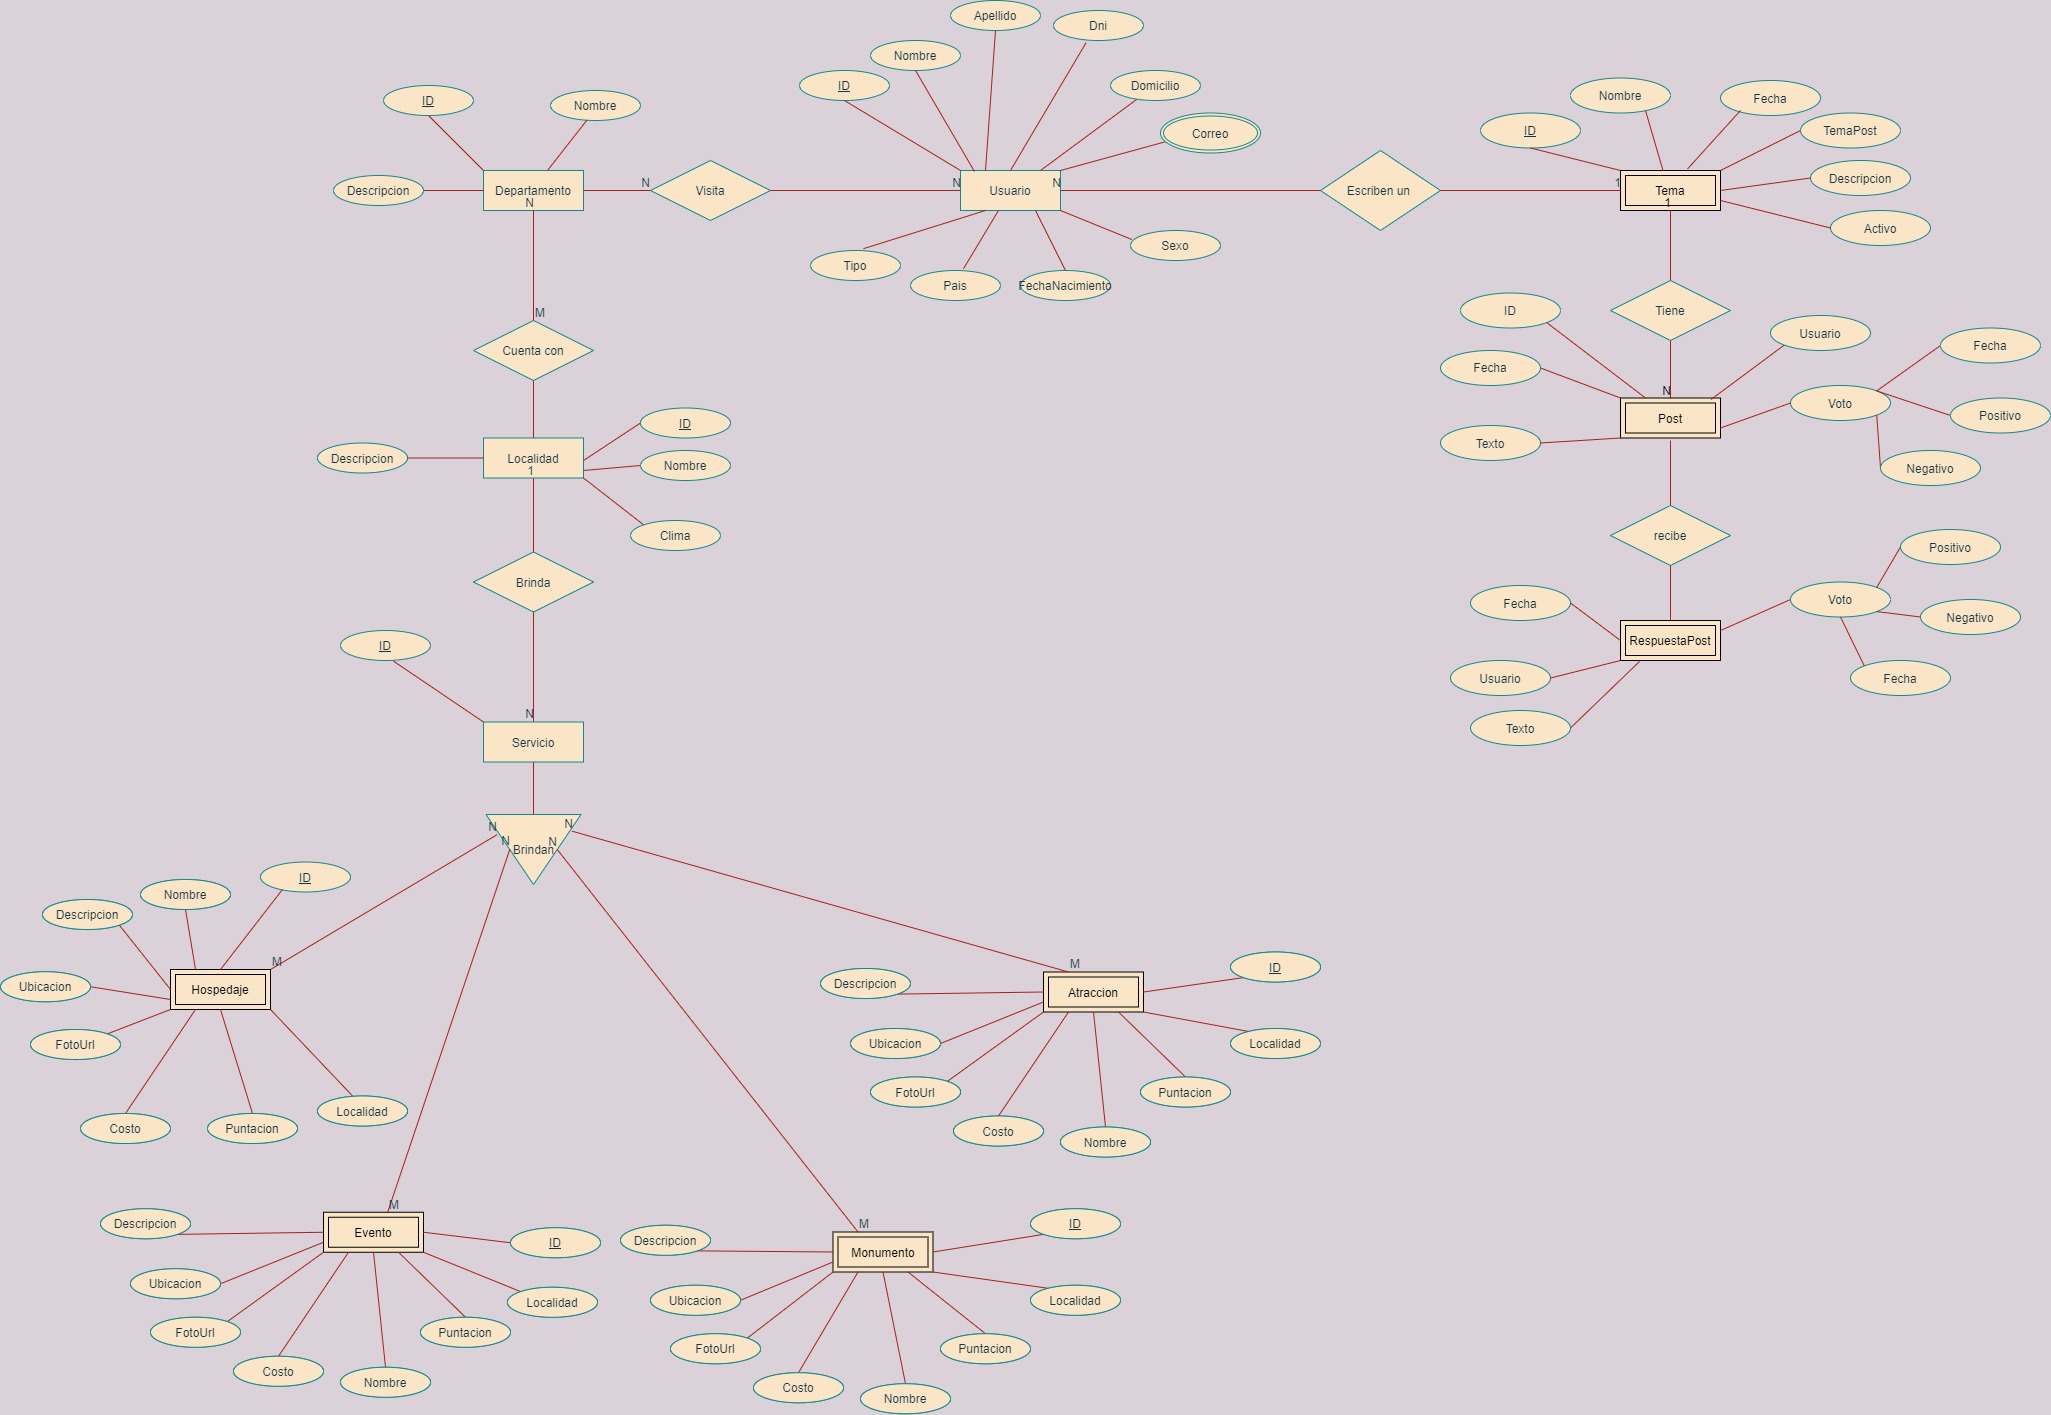 Apellido
Dni
Nombre
ID
Domicilio
Correo
ID
Nombre
Descripcion
Departamento
N
N
Visita
N
Usuario
N
Tipo
Pais
FechaNacimiento
Sexo
Escriben un
1
Tema
1
ID
Nombre
Fecha
TemaPost
Descripcion
Activo
Tiene
N
Post
ID
Fecha
Texto
Usuario
Voto
Fecha
Positivo
Negativo
recibe
RespuestaPost
Fecha
Usuario
Texto
Voto
Positivo
Negativo
Fecha
M
Cuenta con
Localidad
1
Descripcion
ID
Nombre
Clima
Brinda
N
ID
Servicio
N
N
N
N
Brindan
M
Hospedaje
ID
Nombre
Descripcion
Ubicacion
FotoUrl
Costo
Puntacion
Localidad
M
Atraccion
Descripcion
Ubicacion
FotoUrl
Costo
Nombre
Puntacion
Localidad
ID
M
Evento
Descripcion
Ubicacion
FotoUrl
Costo
Nombre
Puntacion
Localidad
ID
M
Monumento
Descripcion
Ubicacion
FotoUrl
Costo
Nombre
Puntacion
Localidad
ID